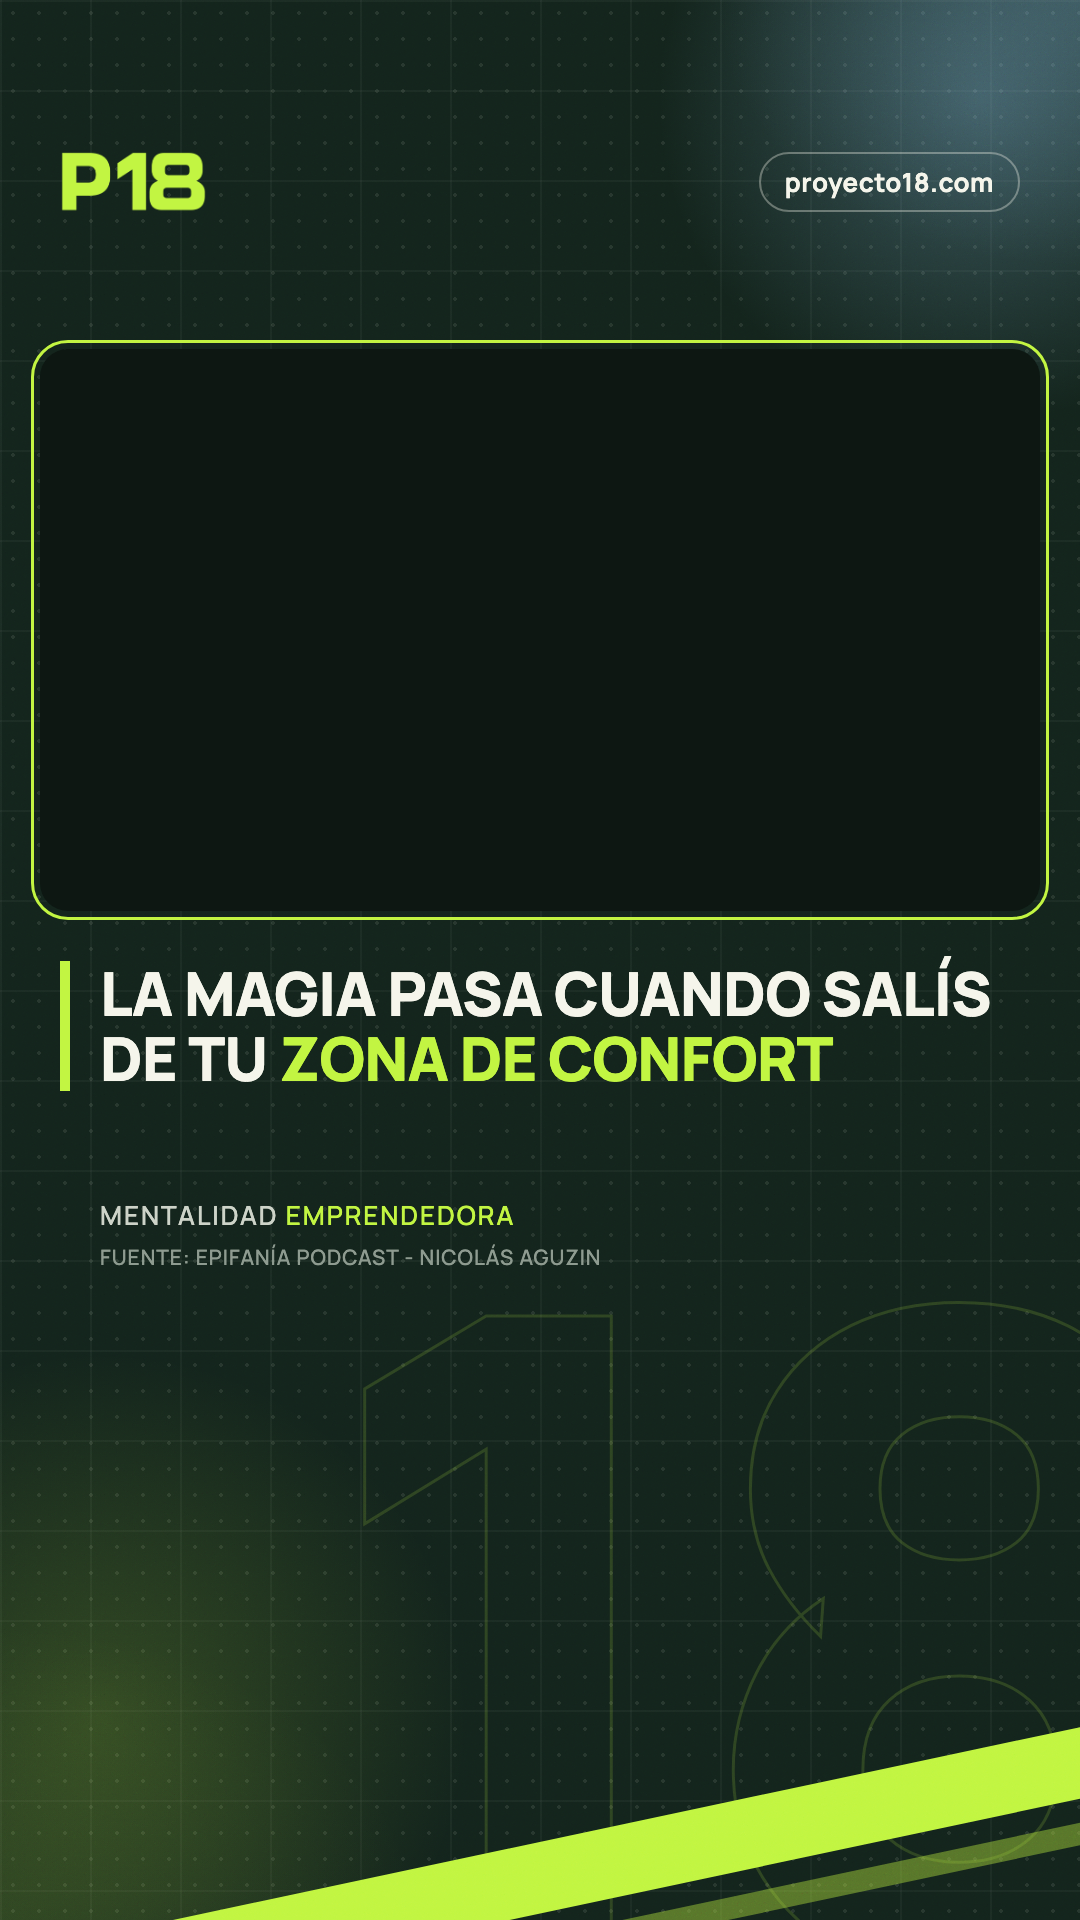 P18
proyecto18.com
LA MAGIA PASA CUANDO SALÍS
DE TU ZONA DE CONFORT
MENTALIDAD EMPRENDEDORA
FUENTE: EPIFANÍA PODCAST - NICOLÁS AGUZIN
18